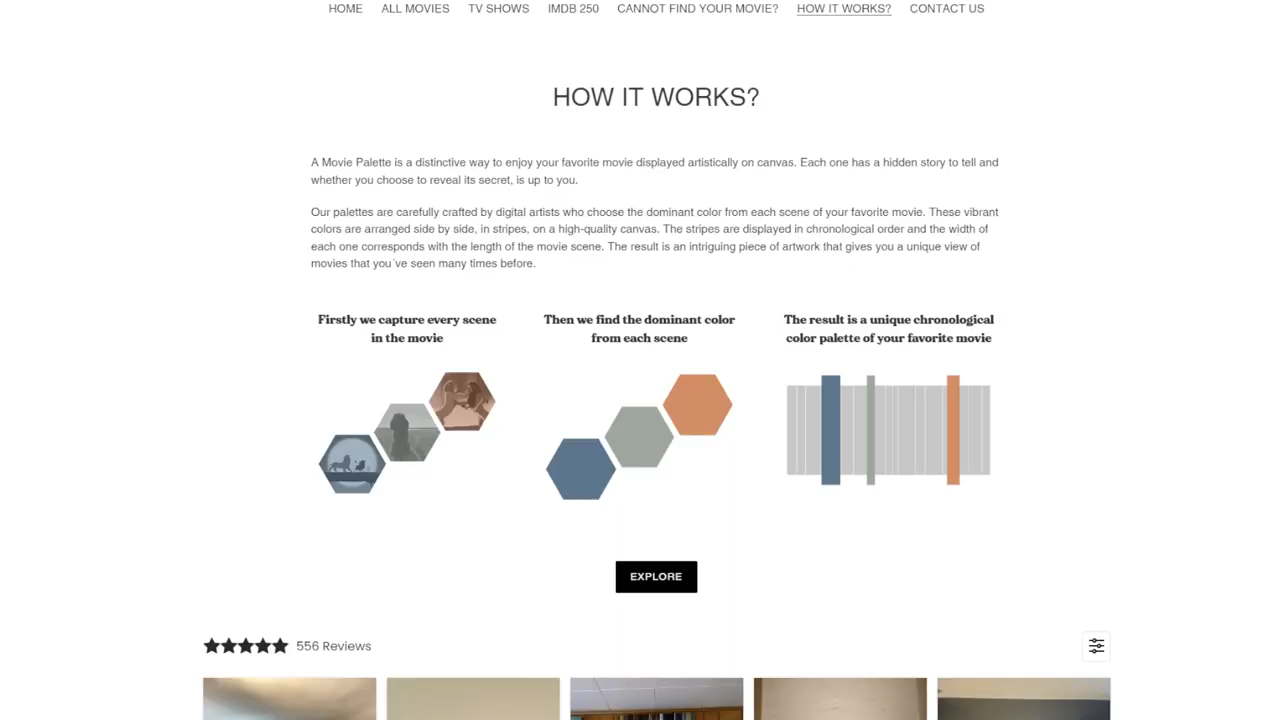 HOME ALL MOVIES TV SHOWS IMDB 250 CANNOT FIND YOUR MOVIE? HOW IT WORKS? CONTACT US
HOW IT WORKS?
A Movie Palette is a distinctive way to enjoy your favorite movie displayed artistically on canvas. Each one has a hidden story to tell and
whether you choose to reveal its secret, is up to you.
Our palettes are carefully crafted by digital artists who choose the dominant color from each scene of your favorite movie. These vibrant
colors are arranged side by side, in stripes, on a high-quality canvas. The stripes are displayed in chronological order and the width of
each one corresponds with the length of the movie scene. The result is an intriguing piece of artwork that gives you a unique view of
movies that you´ve seen many times before.
Firstly we capture every scene
in the movie
Then we find the dominant color
from each scene
The result is a unique chronological
color palette of your favorite movie
EXPLORE
556 Reviews